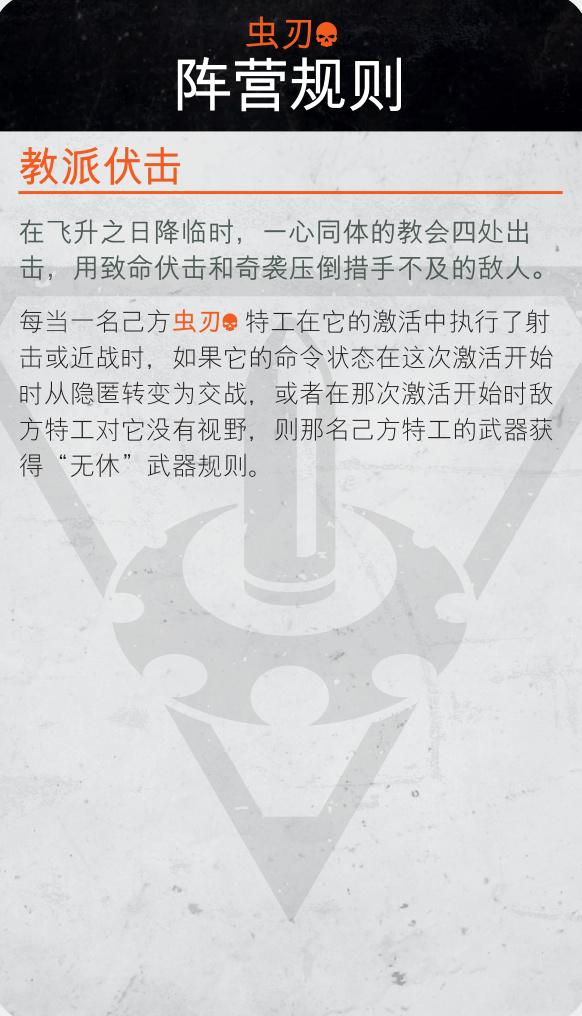 虫刃
阵营规则
教派伏击
在飞升之日降临时，一心同体的教会四处出
击，用致命伏击和奇袭压倒措手不及的敌人。
每当一名己方虫刃 特工在它的激活中执行了射
击或近战时，如果它的命令状态在这次激活开始
时从隐匿转变为交战，或者在那次激活开始时敌
方特工对它没有视野，则那名己方特工的武器获
得“无休”武器规则。